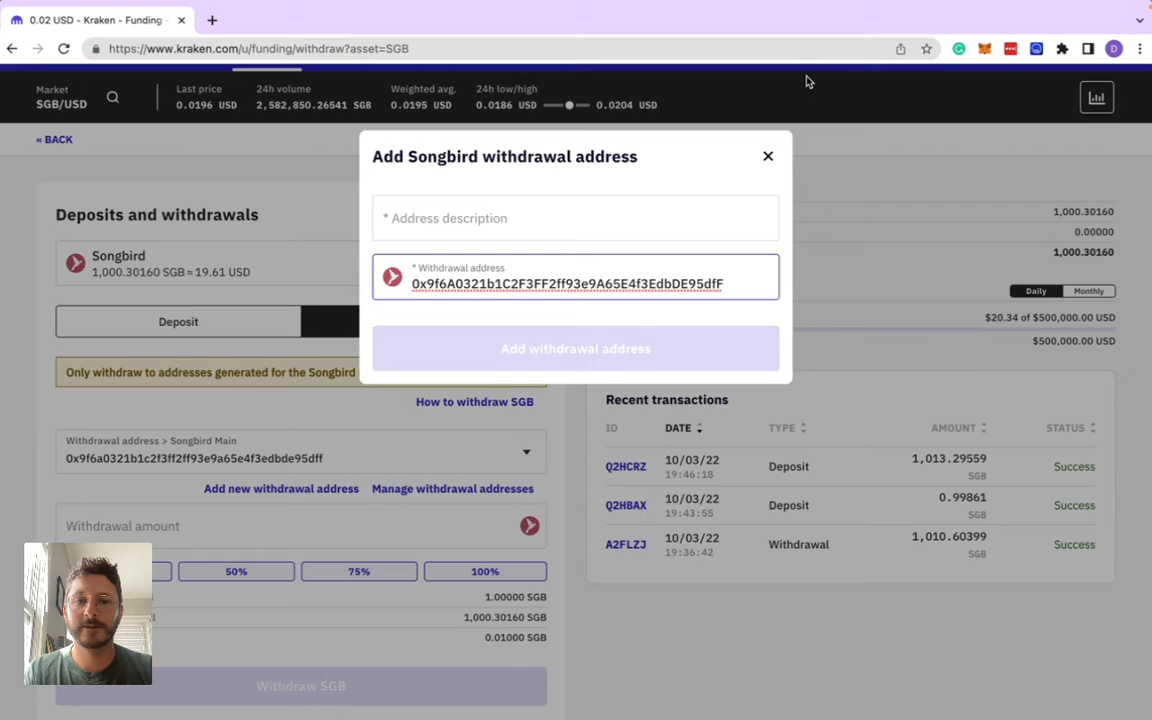 0.02 USD - Kraken - Funding -
https://www.kraken.com/u/funding/withdraw?asset=SGB
D
Market
SGB/USD
Last price
0.0196 USD
24h volume
2,582,850.26541 SGB
Weighted avg.
0.0195 USD
24h low/high
0.0186 USD
0.0204 USD
« BACK
Add Songbird withdrawal address
* Address description
* Withdrawal address
0x9f6A0321b1C2F3FF2ff93e9A65E4f3EdbDE95dfF
Add withdrawal address
Deposits and withdrawals
Songbird
1,000.30160 SGB ≈ 19.61 USD
Deposit
Only withdraw to addresses generated for the Songbird
How to withdraw SGB
Withdrawal address > Songbird Main
0x9f6a0321b1c2f3ff2ff93e9a65e4f3edbde95dff
Add new withdrawal address
Manage withdrawal addresses
Withdrawal amount
50%
75%
100%
1.00000 SGB
1,000.30160 SGB
0.01000 SGB
Withdraw SGB
1,000.30160
0.00000
1,000.30160
Daily
Monthly
$20.34 of $500,000.00 USD
$500,000.00 USD
Recent transactions
ID
DATE
TYPE
AMOUNT
STATUS
Q2HCRZ
10/03/22
19:46:18
Deposit
1,013.29559
SGB
Success
Q2HBAX
10/03/22
19:43:55
Deposit
0.99861
SGB
Success
A2FLZJ
10/03/22
19:36:42
Withdrawal
1,010.60399
SGB
Success